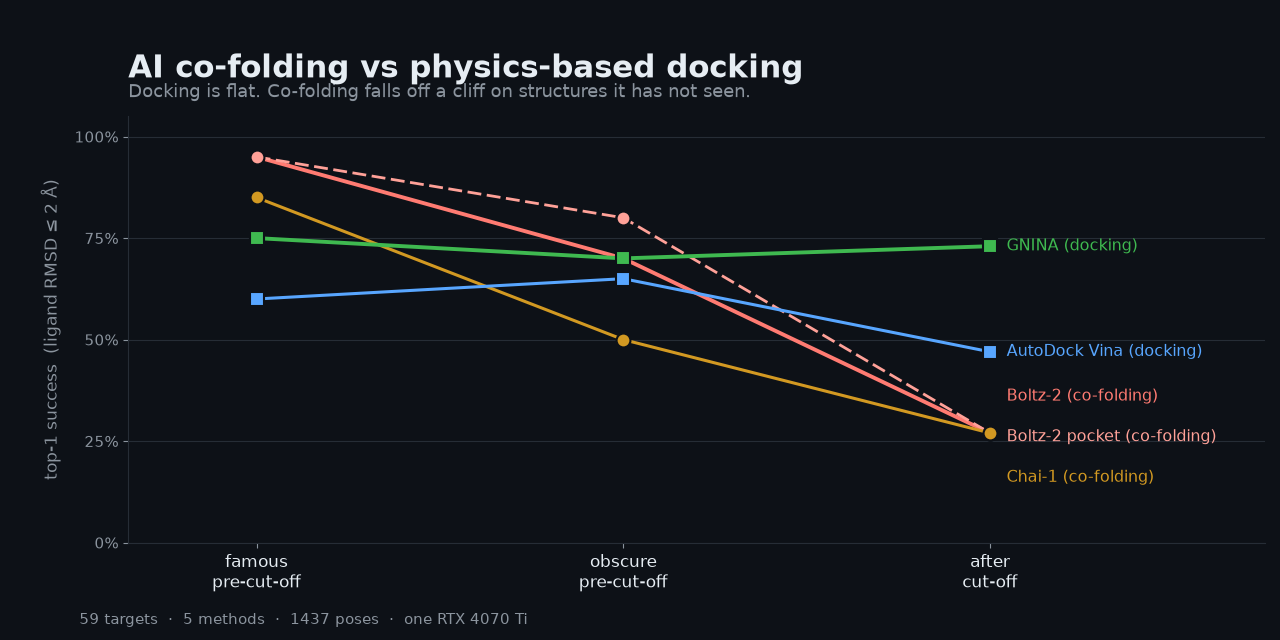 AI co-folding vs physics-based docking
Docking is flat. Co-folding falls off a cliff on structures it has not seen.
top-1 success (ligand RMSD ≤ 2 Å)
100%
75%
50%
25%
0%
GNINA (docking)
AutoDock Vina (docking)
Boltz-2 (co-folding)
Boltz-2 pocket (co-folding)
Chai-1 (co-folding)
famous
pre-cut-off
obscure
pre-cut-off
after
cut-off
59 targets · 5 methods · 1437 poses · one RTX 4070 Ti